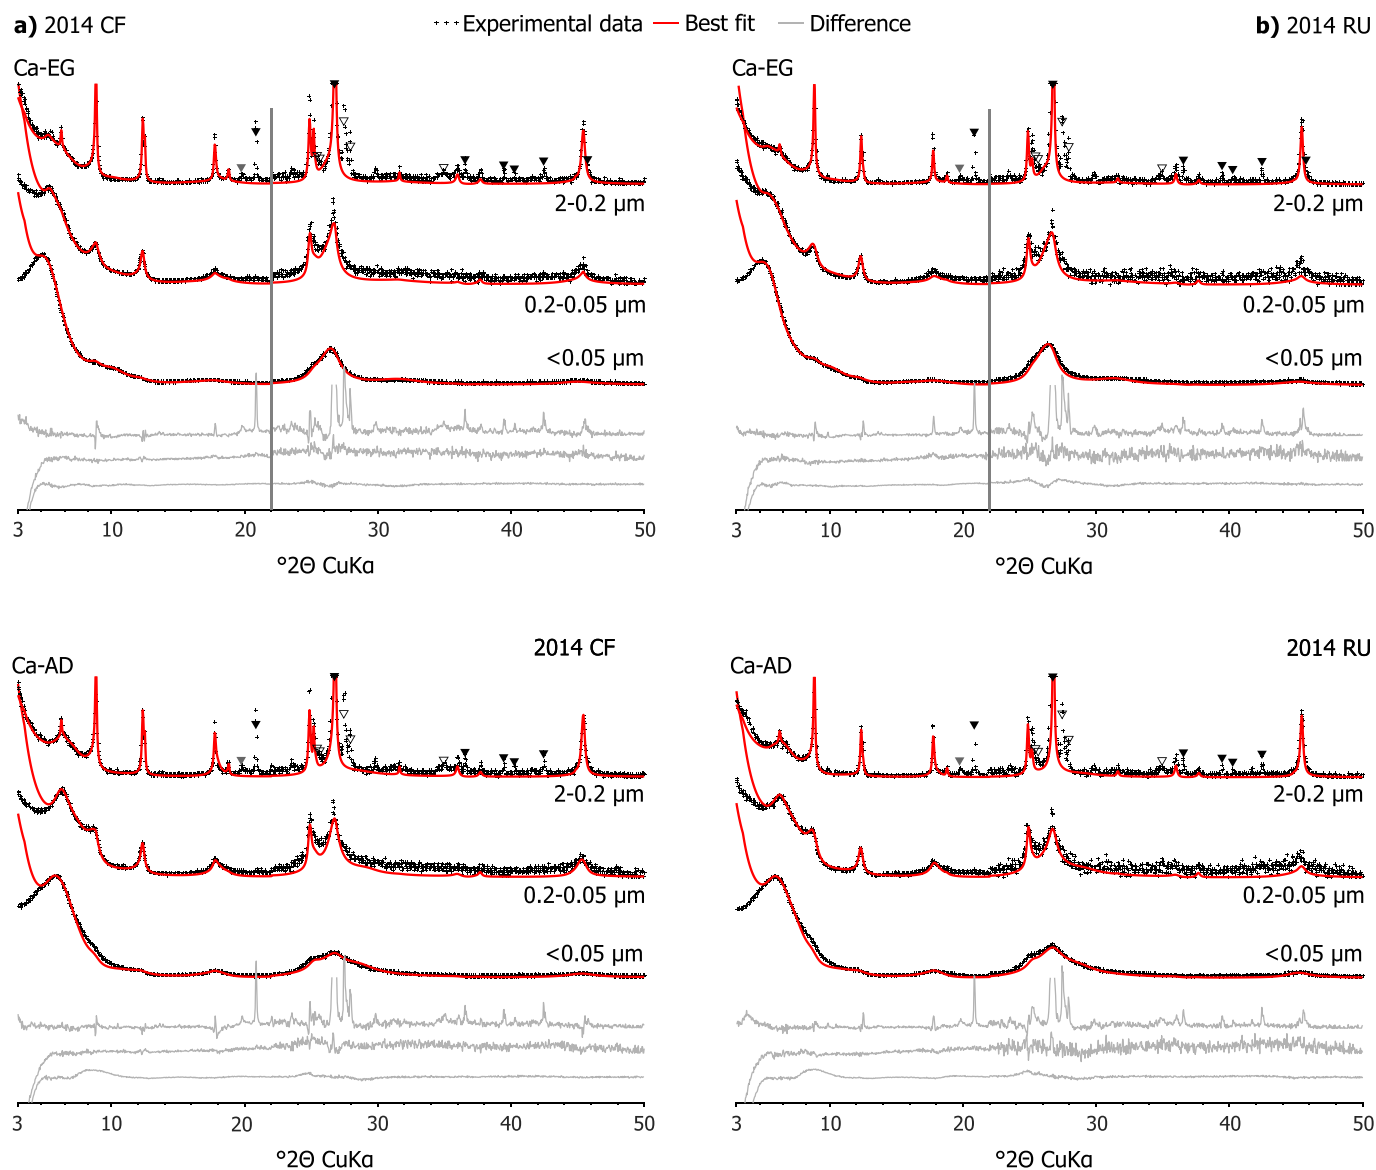 a) 2014 CF
Experimental data
Best fit
Difference
b) 2014 RU
Ca-EG
2-0.2 µm
0.2-0.05 µm
<0.05 µm
3 10 20 30 40 50
°2Θ CuKα
Ca-EG
2-0.2 µm
0.2-0.05 µm
<0.05 µm
3 10 20 30 40 50
°2Θ CuKα
2014 CF
Ca-AD
2-0.2 µm
0.2-0.05 µm
<0.05 µm
3 10 20 30 40 50
°2Θ CuKα
2014 RU
Ca-AD
2-0.2 µm
0.2-0.05 µm
<0.05 µm
3 10 20 30 40 50
°2Θ CuKα